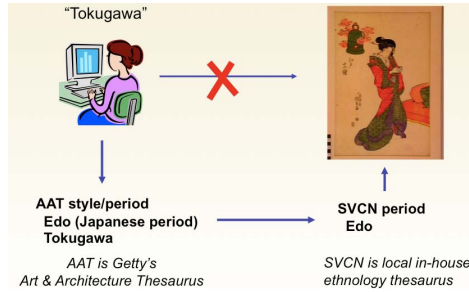 “Tokugawa”
AAT style/period
Edo (Japanese period)
Tokugawa
AAT is Getty’s
Art & Architecture Thesaurus
SVCN period
Edo
SVCN is local in-house
ethnology thesaurus